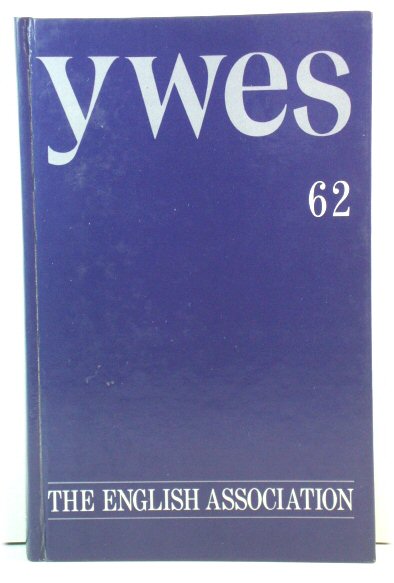 ywes
62
THE ENGLISH ASSOCIATION